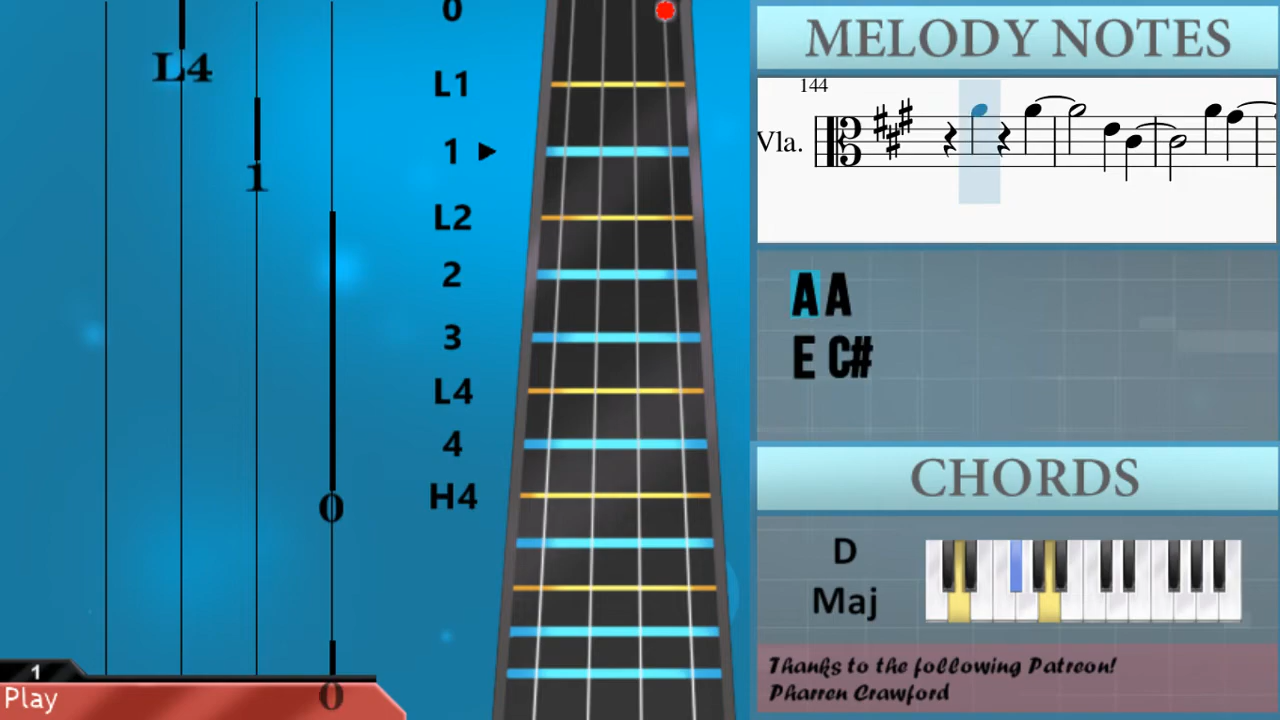 L4
1
0
1
Play
0
0
L1
1
L2
2
3
L4
4
H4
MELODY NOTES
144
Vla.
A A
E C#
CHORDS
D
Maj
Thanks to the following Patreon!
Pharren Crawford